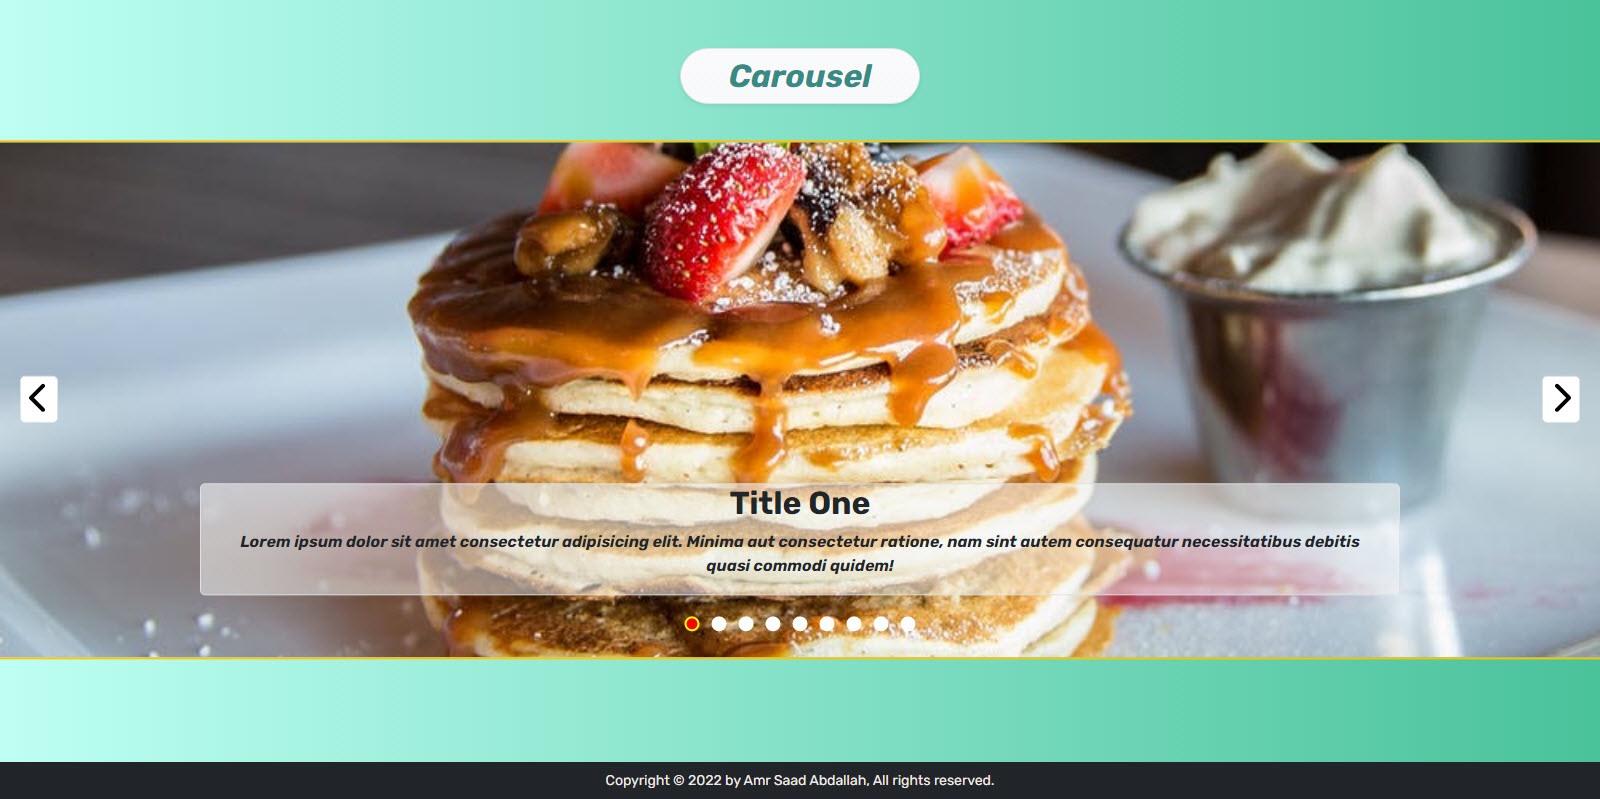 Carousel
Title One
Lorem ipsum dolor sit amet consectetur adipisicing elit. Minima aut consectetur ratione, nam sint autem consequatur necessitatibus debitis
quasi commodi quidem!
Copyright © 2022 by Amr Saad Abdallah, All rights reserved.